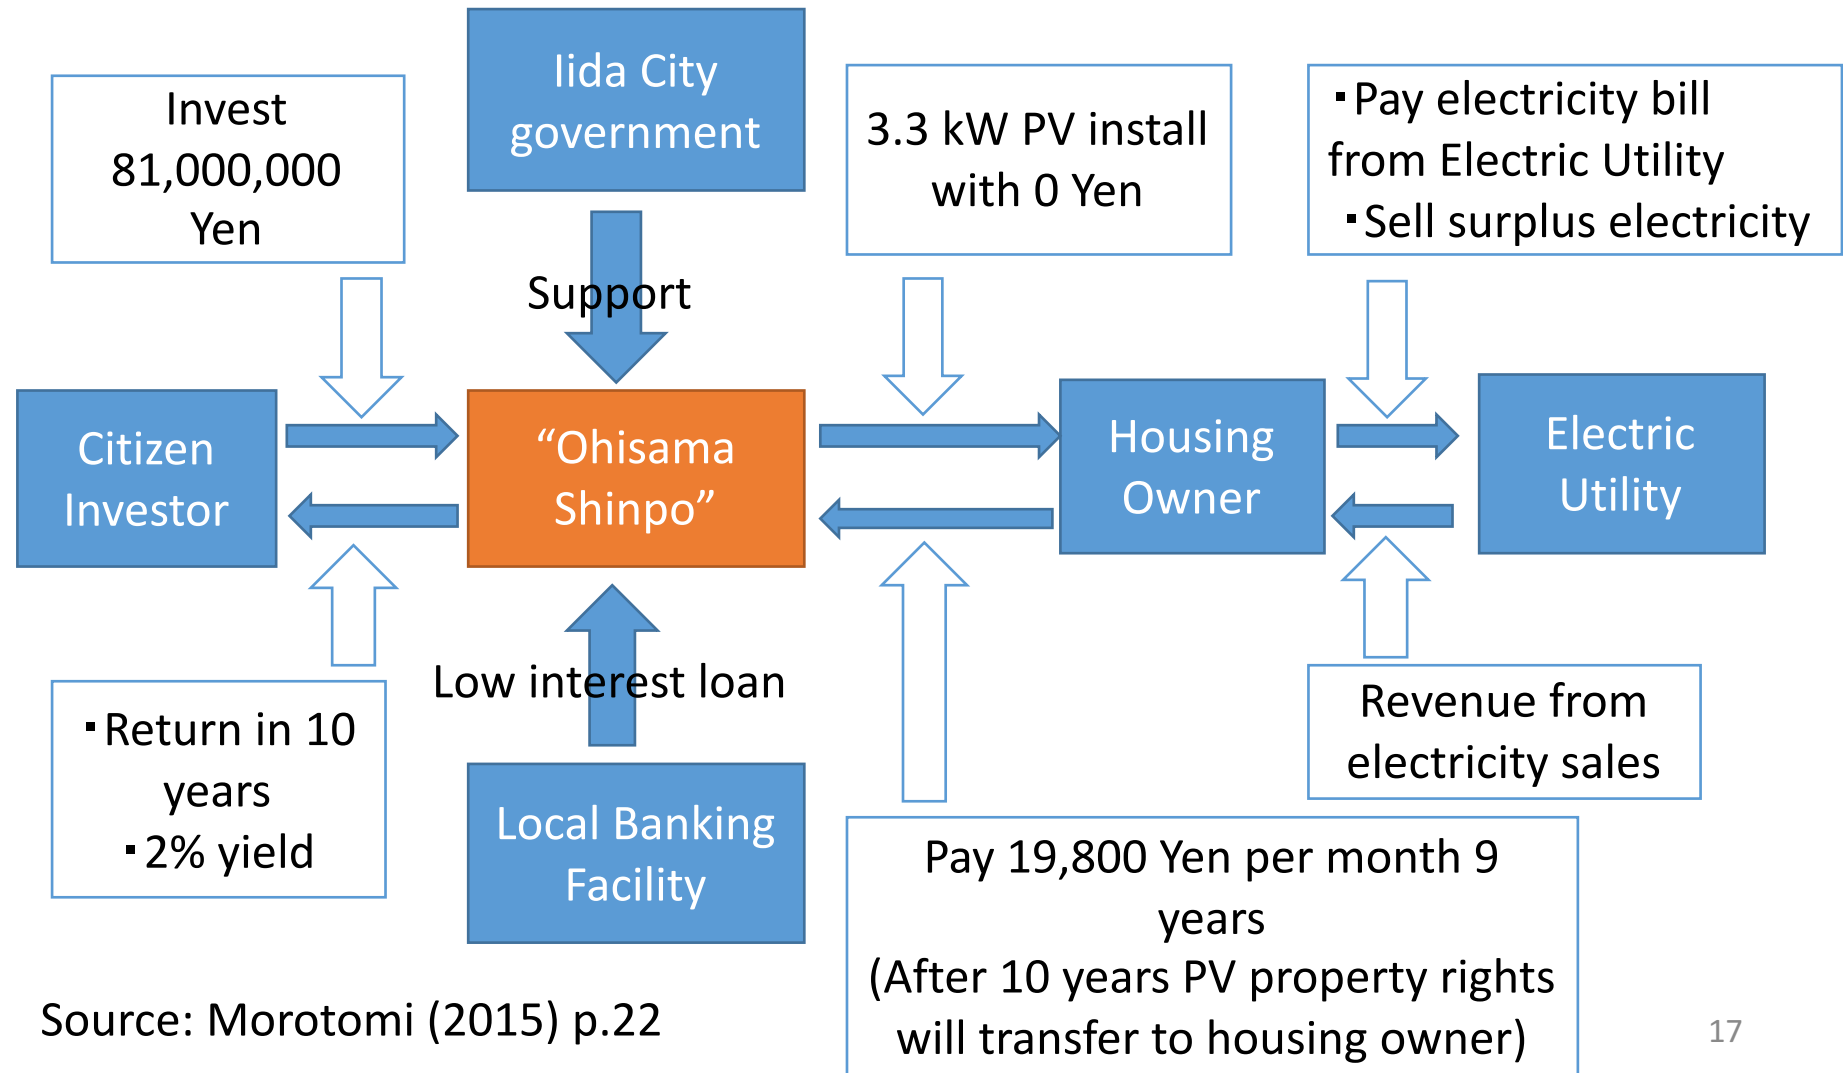 Iida City
government
Invest
81,000,000
Yen
3.3 kW PV install
with 0 Yen
▪Pay electricity bill
from Electric Utility
▪Sell surplus electricity
Support
Citizen
Investor
“Ohisama
Shinpo”
Housing
Owner
Electric
Utility
Low interest loan
▪Return in 10
years
▪2% yield
Local Banking
Facility
Revenue from
electricity sales
Pay 19,800 Yen per month 9
years
(After 10 years PV property rights
will transfer to housing owner)
Source: Morotomi (2015) p.22
17